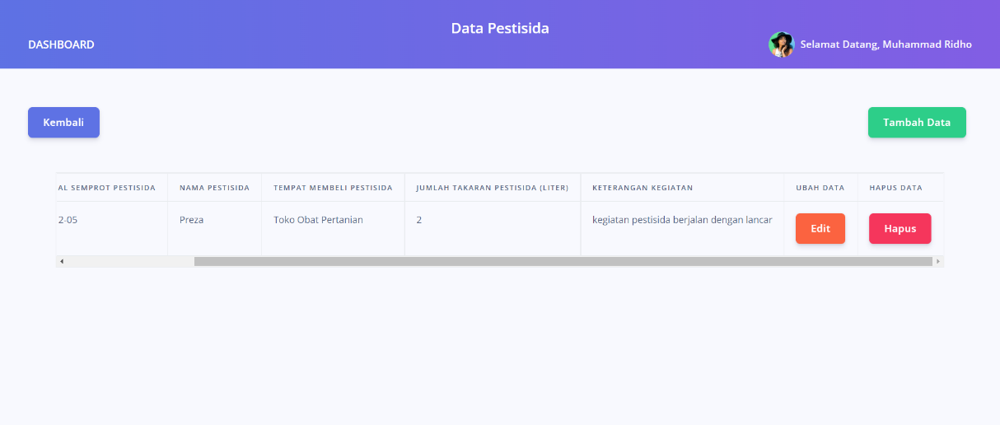 Data Pestisida
DASHBOARD
Selamat Datang, Muhammad Ridho
Kembali
Tambah Data
AL SEMPROT PESTISIDA NAMA PESTISIDA TEMPAT MEMBELI PESTISIDA JUMLAH TAKARAN PESTISIDA (LITER) KETERANGAN KEGIATAN UBAH DATA HAPUS DATA
2-05 Preza Toko Obat Pertanian 2 kegiatan pestisida berjalan dengan lancar Edit Hapus